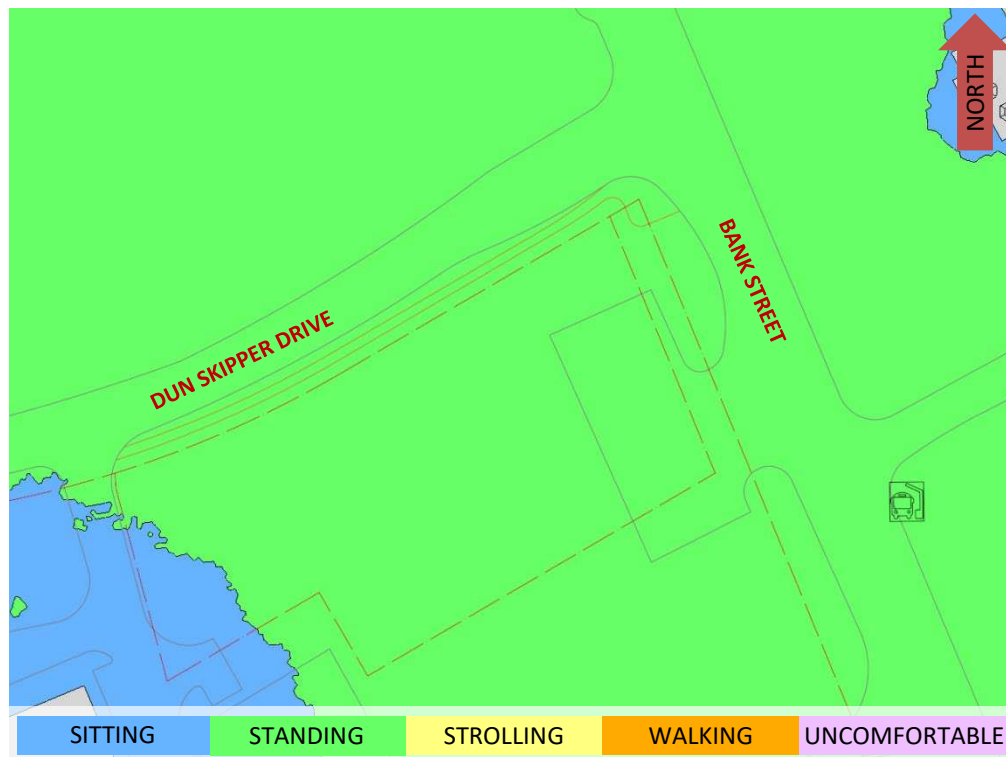 NORTH
BANK STREET
DUN SKIPPER DRIVE
SITTING
STANDING
STROLLING
WALKING
UNCOMFORTABLE